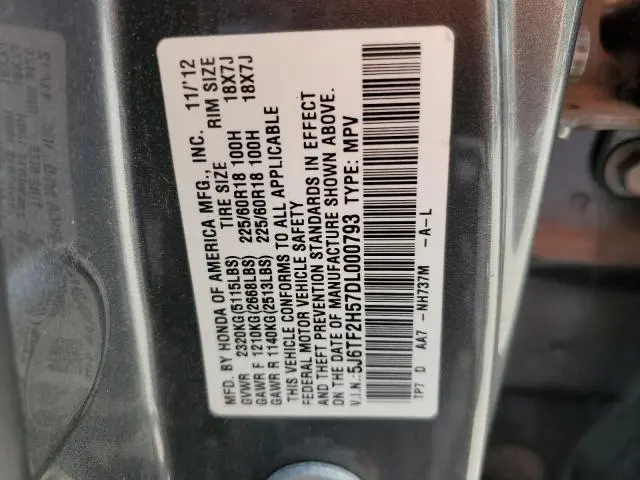 MFD. BY HONDA OF AMERICA MFG., INC. 11/'12
TIRE SIZE RIM SIZE
GVWR 2320KG(5115LBS)
GAWR F 1210KG(2668LBS) 225/60R18 100H 18X7J
GAWR R 1140KG(2513LBS) 225/60R18 100H 18X7J
THIS VEHICLE CONFORMS TO ALL APPLICABLE
FEDERAL MOTOR VEHICLE SAFETY
AND THEFT PREVENTION STANDARDS IN EFFECT
ON THE DATE OF MANUFACTURE SHOWN ABOVE.
V.I.N.:5J6TF2H57DL000793 TYPE: MPV
TP7 D AA7 -NH737M -A-L